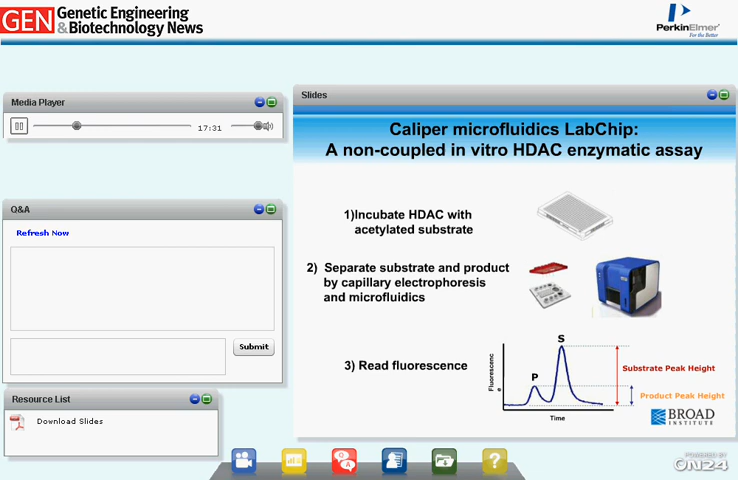 GEN Genetic Engineering
&Biotechnology News
PerkinElmer
For the Better
Media Player
17:31
Q&A
Refresh Now
Submit
Resource List
Download Slides
Slides
Caliper microfluidics LabChip:
A non-coupled in vitro HDAC enzymatic assay
1)Incubate HDAC with
acetylated substrate
2) Separate substrate and product
by capillary electrophoresis
and microfluidics
3) Read fluorescence
Fluorescenc
e
P
S
Time
Substrate Peak Height
Product Peak Height
BROAD
INSTITUTE
Q
A
?
POWERED BY
ON24